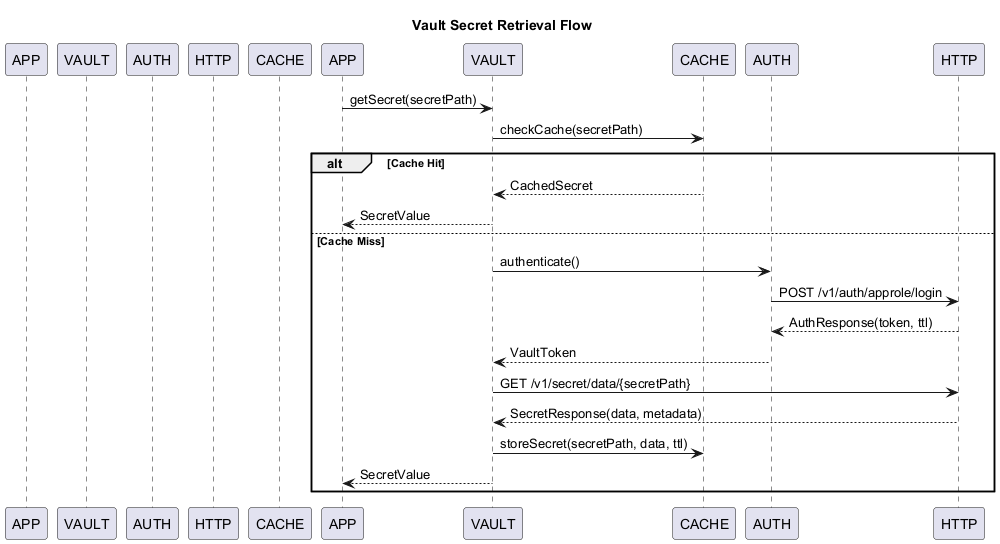 Vault Secret Retrieval Flow
APP VAULT AUTH HTTP CACHE APP VAULT CACHE AUTH HTTP
getSecret(secretPath)
checkCache(secretPath)
alt [Cache Hit]
CachedSecret
SecretValue
[Cache Miss]
authenticate()
POST /v1/auth/approle/login
AuthResponse(token, ttl)
VaultToken
GET /v1/secret/data/{secretPath}
SecretResponse(data, metadata)
storeSecret(secretPath, data, ttl)
SecretValue
APP VAULT AUTH HTTP CACHE APP VAULT CACHE AUTH HTTP